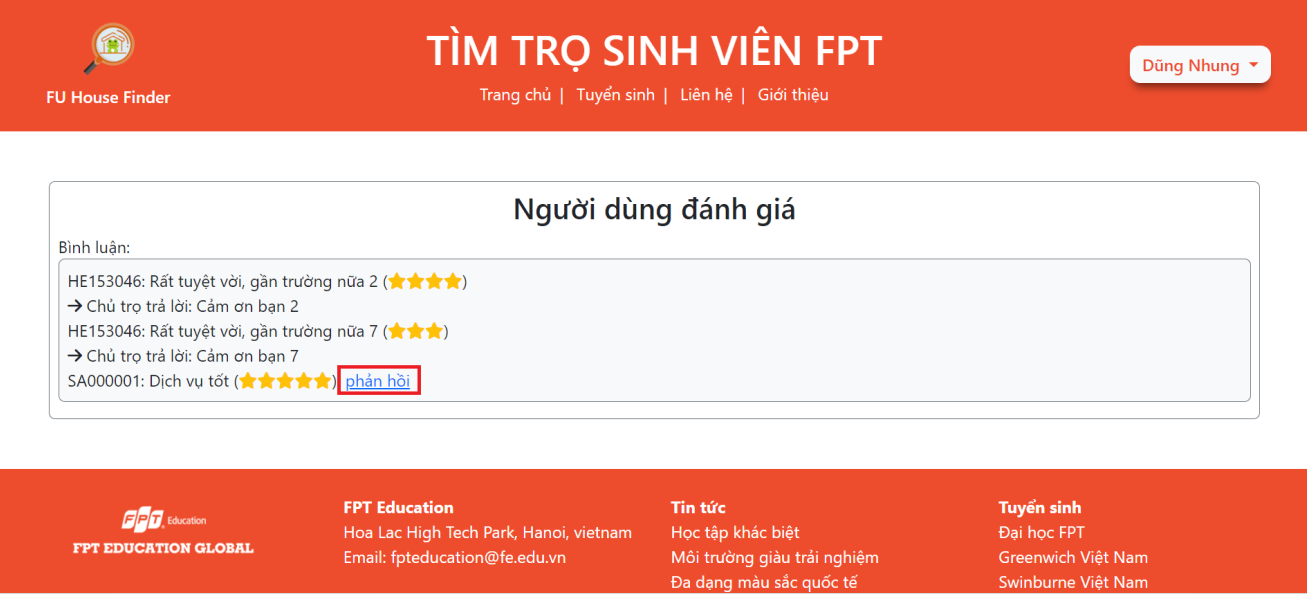 TÌM TRỌ SINH VIÊN FPT
FU House Finder
Trang chủ | Tuyển sinh | Liên hệ | Giới thiệu
Dũng Nhung
Người dùng đánh giá
Bình luận:
HE153046: Rất tuyệt vời, gần trường nữa 2 (⭐⭐⭐⭐)
→ Chủ trọ trả lời: Cảm ơn bạn 2
HE153046: Rất tuyệt vời, gần trường nữa 7 (⭐⭐⭐)
→ Chủ trọ trả lời: Cảm ơn bạn 7
SA000001: Dịch vụ tốt (⭐⭐⭐⭐⭐) phản hồi
FPT Education
FPT EDUCATION GLOBAL
FPT Education
Hoa Lac High Tech Park, Hanoi, vietnam
Email: fpteducation@fe.edu.vn
Tin tức
Học tập khác biệt
Môi trường giàu trải nghiệm
Đa dạng màu sắc quốc tế
Tuyển sinh
Đại học FPT
Greenwich Việt Nam
Swinburne Việt Nam